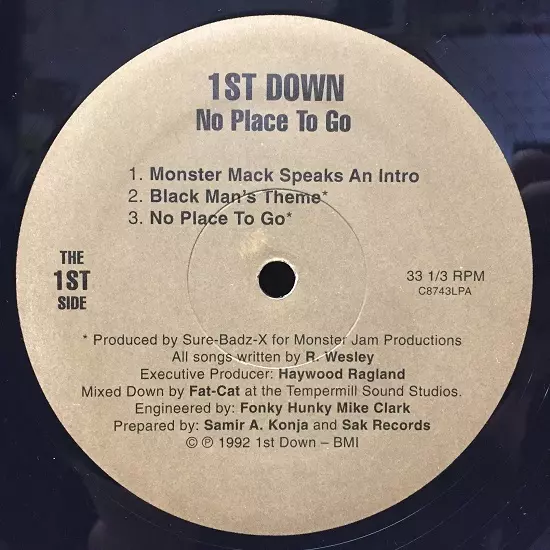 1ST DOWN
No Place To Go
1. Monster Mack Speaks An Intro
2. Black Man's Theme*
3. No Place To Go*
THE
1ST
SIDE
33 1/3 RPM
C8743LPA
* Produced by Sure-Badz-X for Monster Jam Productions
All songs written by R. Wesley
Executive Producer: Haywood Ragland
Mixed Down by Fat-Cat at the Tempermill Sound Studios.
Engineered by: Fonky Hunky Mike Clark
Prepared by: Samir A. Konja and Sak Records
© ℗ 1992 1st Down – BMI